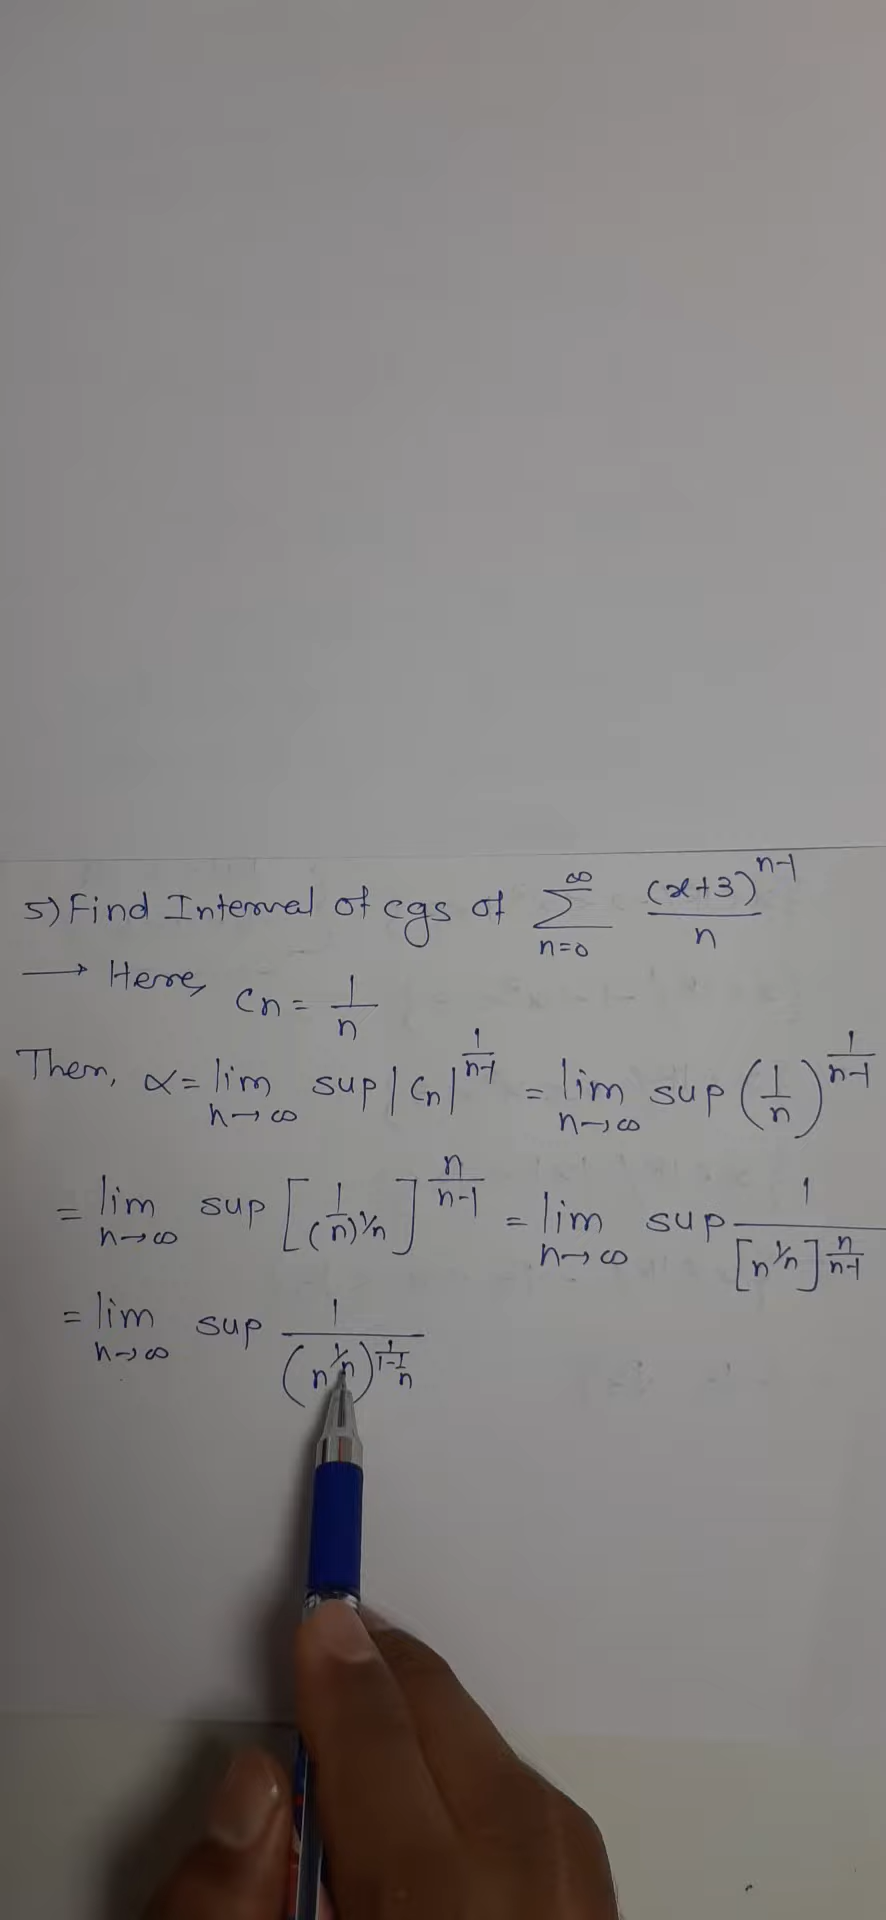 5) Find Interval of cgs of ∑_{n=0}^{∞} (x+3)^{n-1}/n
→ Here, Cn = 1/n
Then, α = lim_{n→∞} sup |Cn|^{1/(n-1)} = lim_{n→∞} sup (1/n)^{1/(n-1)}
= lim_{n→∞} sup [1/(n)^{1/n}]^{n/(n-1)} = lim_{n→∞} sup 1/[n^{1/n}]^{n/(n-1)}
= lim_{n→∞} sup 1/(n^{1/n})^{1/(1-1/n)}